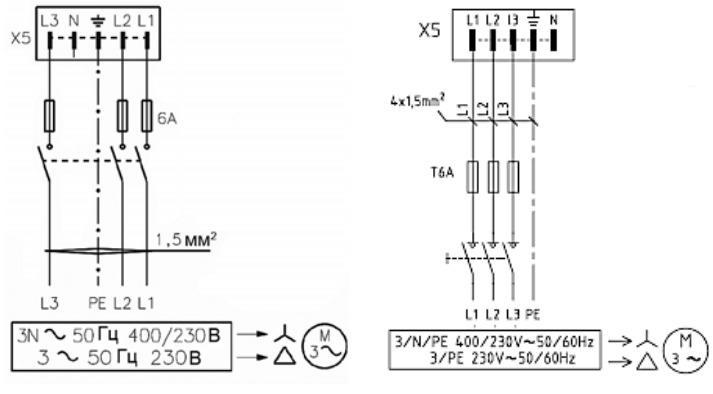 L3 N L2 L1
X5
6A
1,5 мм²
L3 PE L2 L1
3N ~ 50 Гц 400/230 В
3 ~ 50 Гц 230 В
M
3~
L1 L2 l3 N
X5
4x1,5mm²
L1 L2 L3
T6A
L1 L2 L3 PE
3/N/PE 400/230V~50/60Hz
3/PE 230V~50/60Hz
M
3~